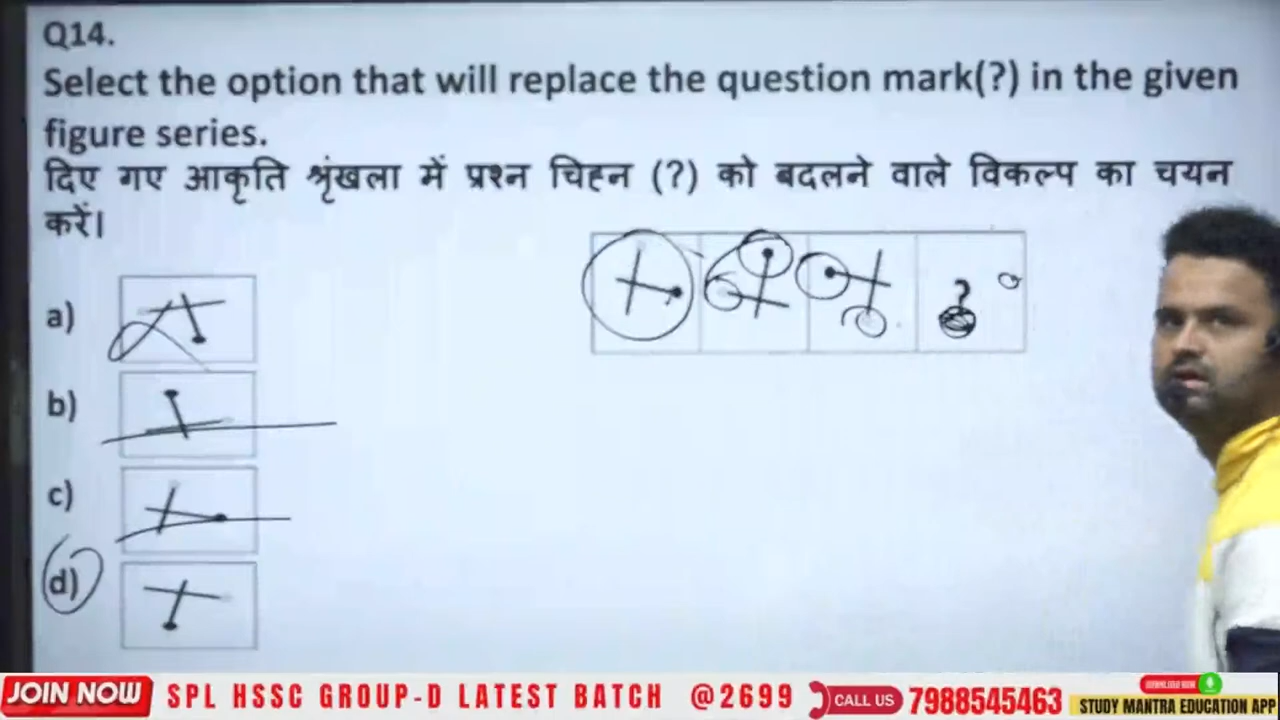 Q14.
Select the option that will replace the question mark(?) in the given
figure series.
दिए गए आकृति श्रृंखला में प्रश्न चिह्न (?) को बदलने वाले विकल्प का चयन
करें।
?
a)
b)
c)
d)
JOIN NOW SPL HSSC GROUP-D LATEST BATCH @2699 CALL US 7988545463 STUDY MANTRA EDUCATION APP